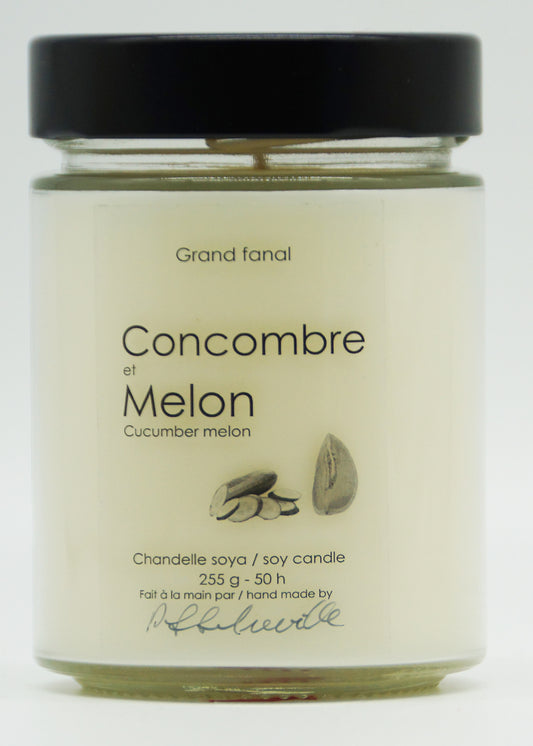 Grand fanal
Concombre
et
Melon
Cucumber melon
Chandelle soya / soy candle
255 g - 50 h
Fait à la main par / hand made by